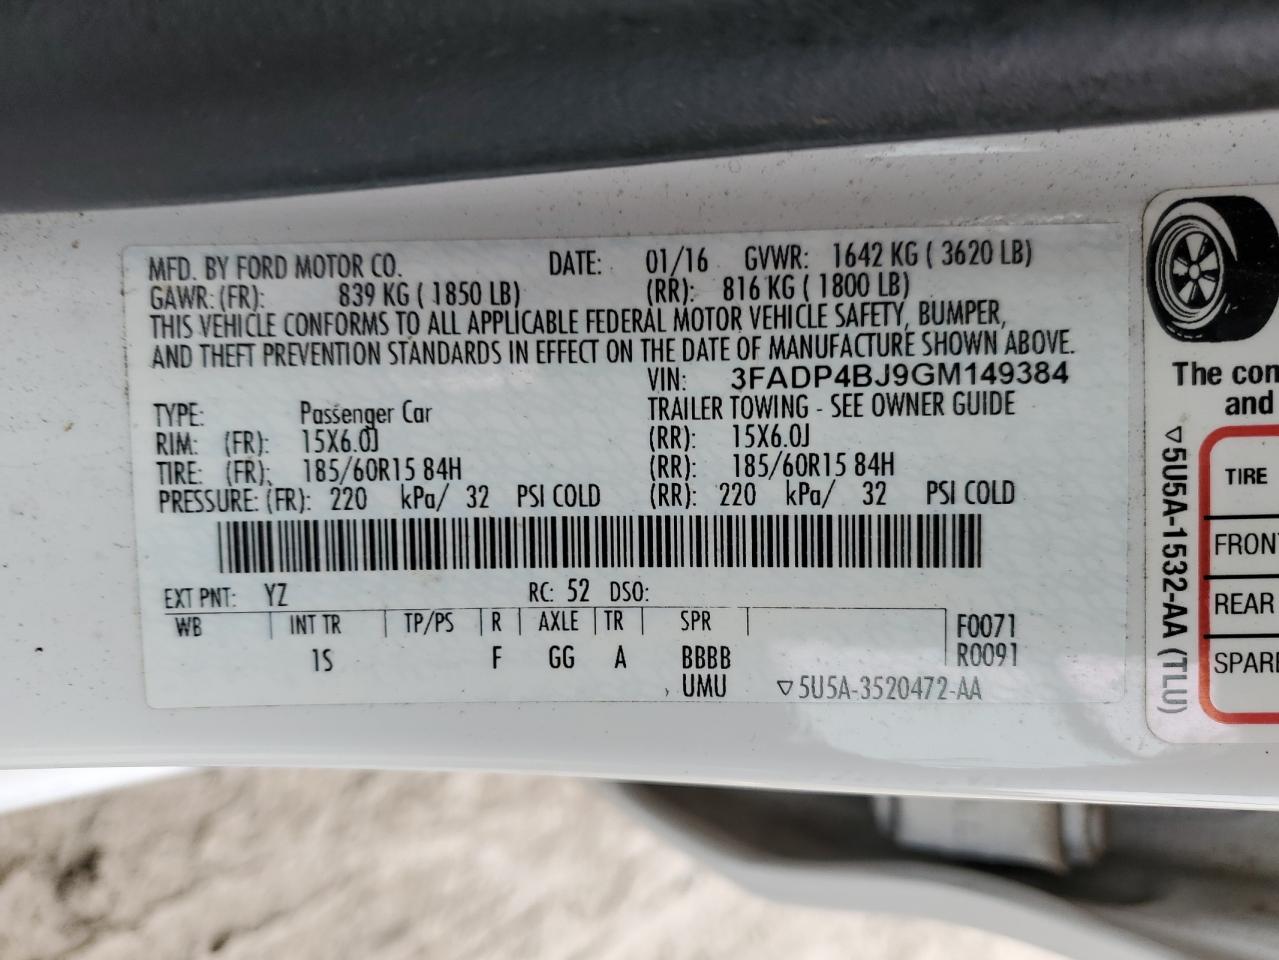 MFD. BY FORD MOTOR CO. DATE: 01/16 GVWR: 1642 KG ( 3620 LB)
GAWR: (FR): 839 KG ( 1850 LB) (RR): 816 KG ( 1800 LB)
THIS VEHICLE CONFORMS TO ALL APPLICABLE FEDERAL MOTOR VEHICLE SAFETY, BUMPER,
AND THEFT PREVENTION STANDARDS IN EFFECT ON THE DATE OF MANUFACTURE SHOWN ABOVE.
VIN: 3FADP4BJ9GM149384
TYPE: Passenger Car TRAILER TOWING - SEE OWNER GUIDE
RIM: (FR): 15X6.0J (RR): 15X6.0J
TIRE: (FR): 185/60R15 84H (RR): 185/60R15 84H
PRESSURE: (FR): 220 kPa/ 32 PSI COLD (RR): 220 kPa/ 32 PSI COLD
EXT PNT: YZ RC: 52 DSO:
WB INT TR TP/PS R AXLE TR SPR F0071
1S F GG A BBBB R0091
UMU ▽5U5A-3520472-AA
The con
and
▽5U5A-1532-AA (TLU)
TIRE
FRONT
REAR
SPARE